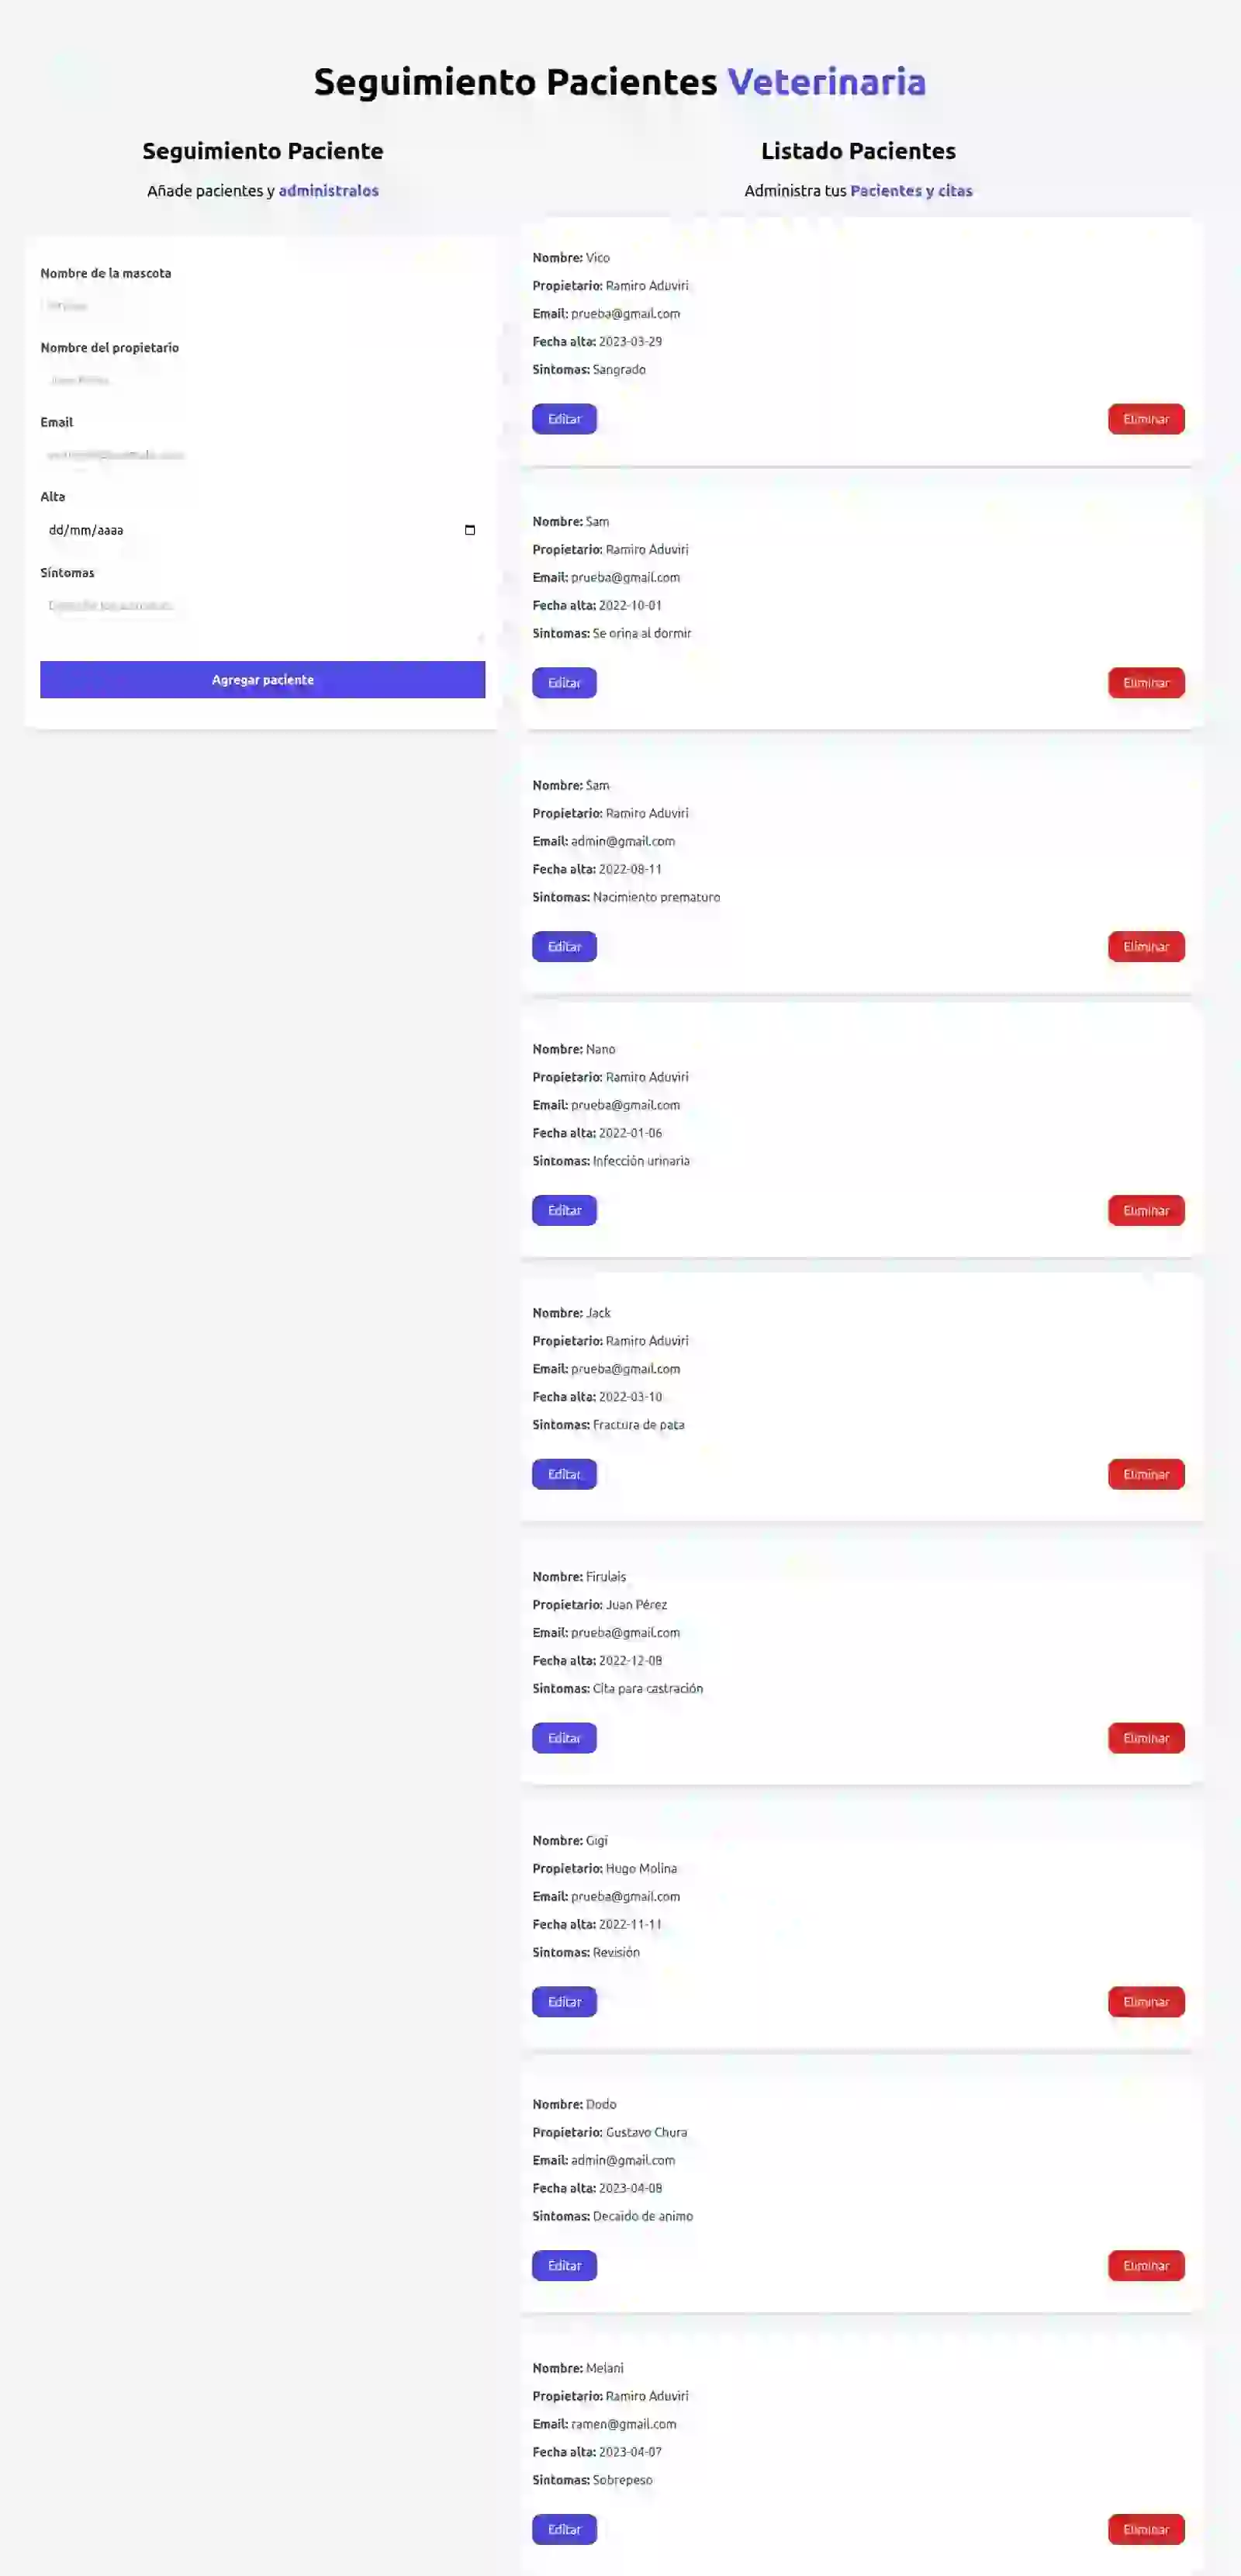 Seguimiento Pacientes Veterinaria
Seguimiento Paciente
Añade pacientes y administralos
Nombre de la mascota
Nombre del propietario
Email
Alta
dd/mm/aaaa
Síntomas
Agregar paciente
Listado Pacientes
Administra tus Pacientes y citas
Nombre: Vico
Propietario: Ramiro Aduviri
Email: prueba@gmail.com
Fecha alta: 2023-03-29
Sintomas: Sangrado
Editar
Eliminar
Nombre: Sam
Propietario: Ramiro Aduviri
Email: prueba@gmail.com
Fecha alta: 2022-10-01
Sintomas: Se orina al dormir
Editar
Eliminar
Nombre: Sam
Propietario: Ramiro Aduviri
Email: admin@gmail.com
Fecha alta: 2022-08-11
Sintomas: Nacimiento prematuro
Editar
Eliminar
Nombre: Nano
Propietario: Ramiro Aduviri
Email: prueba@gmail.com
Fecha alta: 2022-01-06
Sintomas: Infección urinaria
Editar
Eliminar
Nombre: Jack
Propietario: Ramiro Aduviri
Email: prueba@gmail.com
Fecha alta: 2022-03-10
Sintomas: Fractura de pata
Editar
Eliminar
Nombre: Firulais
Propietario: Juan Pérez
Email: prueba@gmail.com
Fecha alta: 2022-12-08
Sintomas: Cita para castración
Editar
Eliminar
Nombre: Gigi
Propietario: Hugo Molina
Email: prueba@gmail.com
Fecha alta: 2022-11-11
Sintomas: Revisión
Editar
Eliminar
Nombre: Dodo
Propietario: Gustavo Chura
Email: admin@gmail.com
Fecha alta: 2023-04-08
Sintomas: Decaido de animo
Editar
Eliminar
Nombre: Melani
Propietario: Ramiro Aduviri
Email: ramen@gmail.com
Fecha alta: 2023-04-07
Sintomas: Sobrepeso
Editar
Eliminar